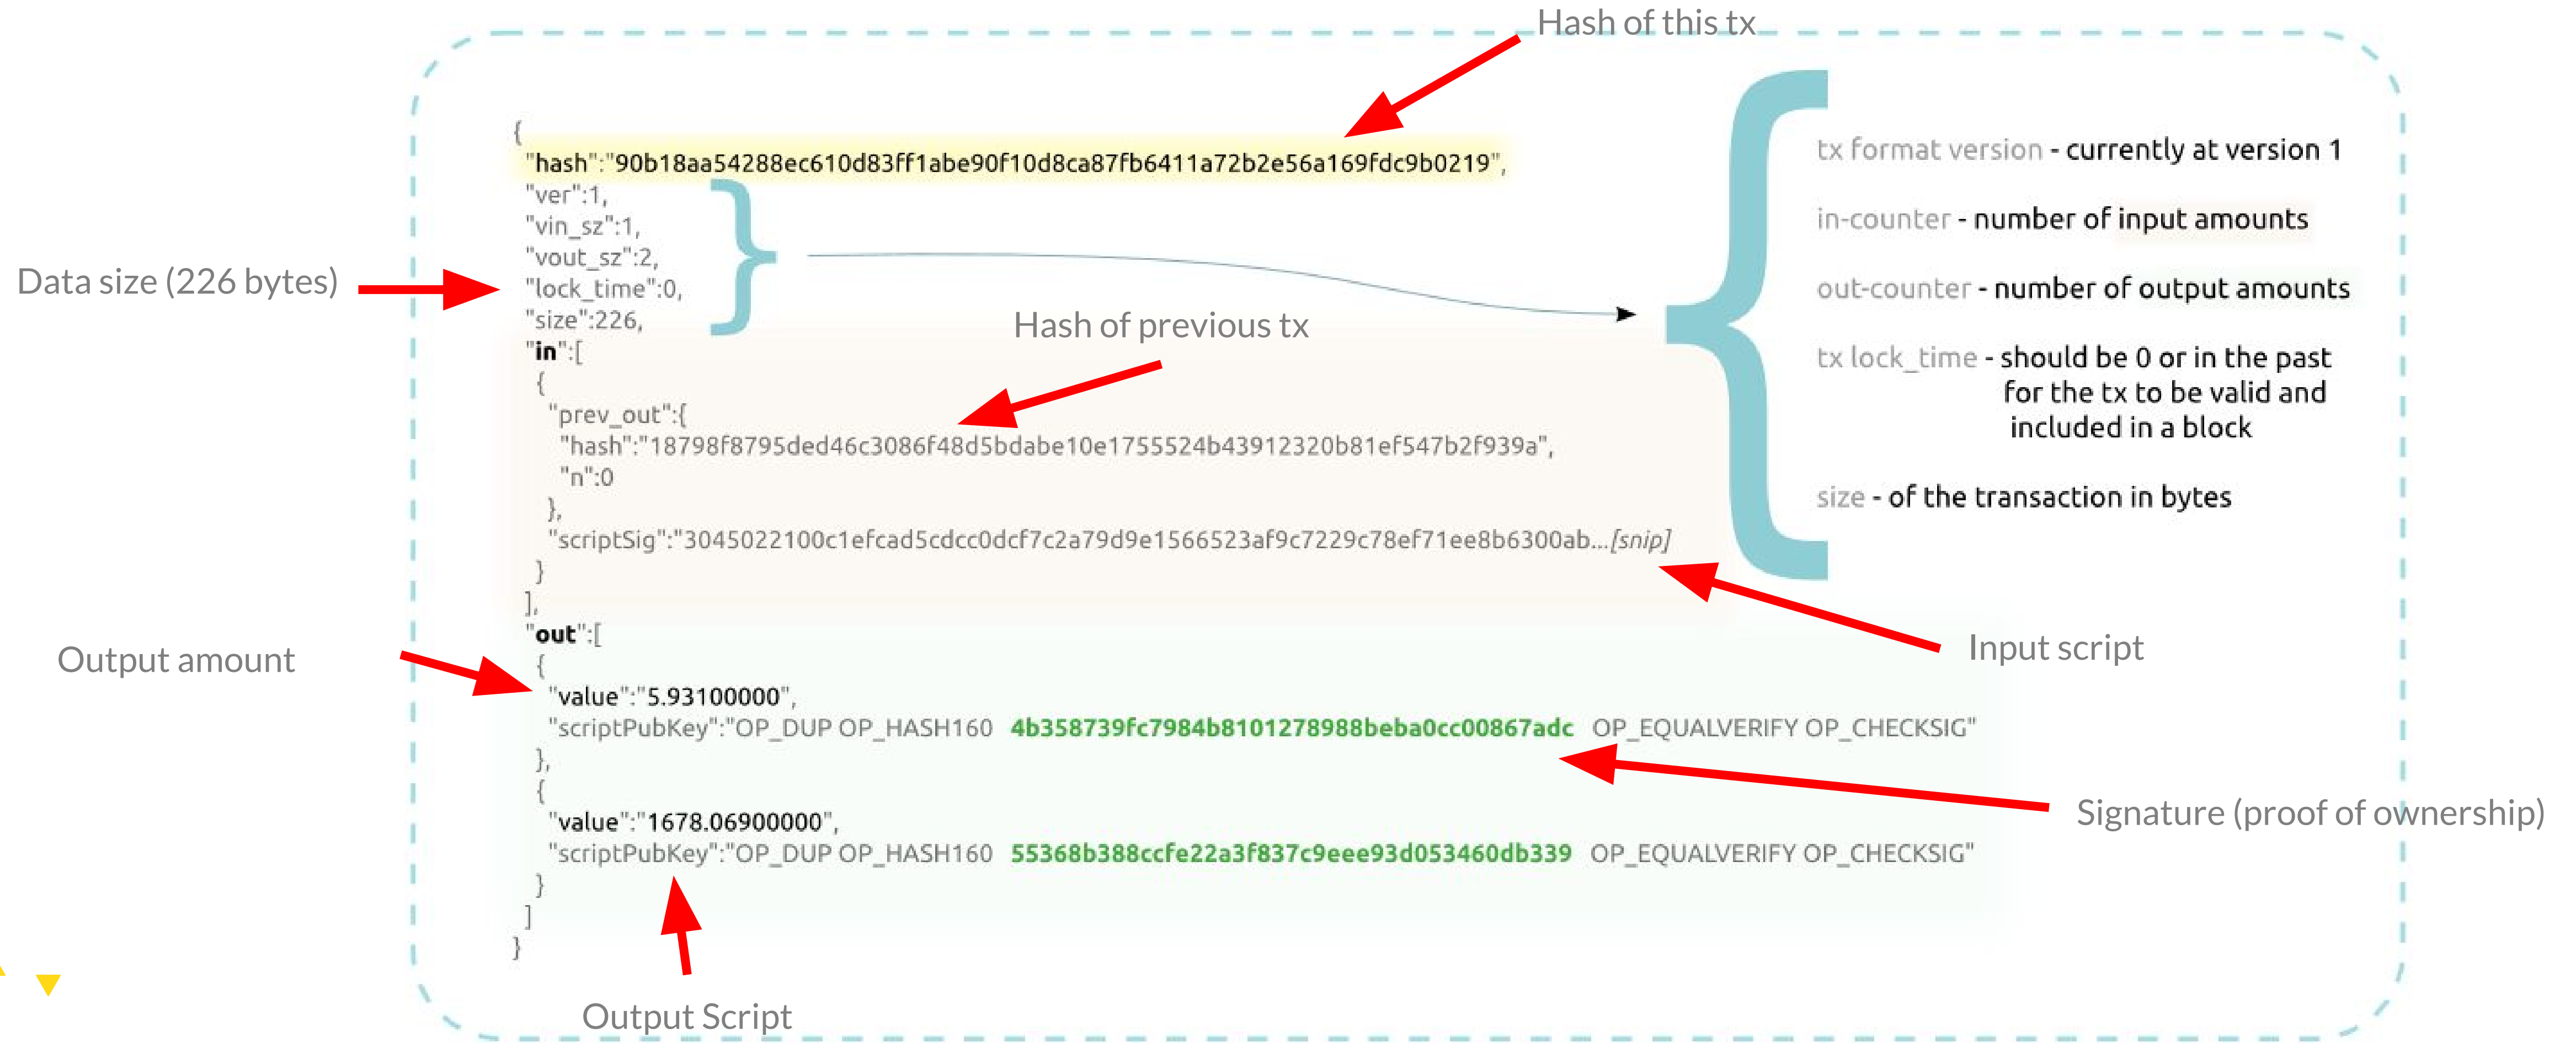 Hash of this tx
{
"hash":"90b18aa54288ec610d83ff1abe90f10d8ca87fb6411a72b2e56a169fdc9b0219",
"ver":1,
"vin_sz":1,
"vout_sz":2,
"lock_time":0,
"size":226,
Data size (226 bytes)
Hash of previous tx
"in":[
{
"prev_out":{
"hash":"18798f8795ded46c3086f48d5bdabe10e1755524b43912320b81ef547b2f939a",
"n":0
},
"scriptSig":"3045022100c1efcad5cdcc0dcf7c2a79d9e1566523af9c7229c78ef71ee8b6300ab...[snip]
}
],
Input script
"out":[
{
Output amount
"value":"5.93100000",
"scriptPubKey":"OP_DUP OP_HASH160 4b358739fc7984b8101278988beba0cc00867adc OP_EQUALVERIFY OP_CHECKSIG"
},
Signature (proof of ownership)
{
"value":"1678.06900000",
"scriptPubKey":"OP_DUP OP_HASH160 55368b388ccfe22a3f837c9eee93d053460db339 OP_EQUALVERIFY OP_CHECKSIG"
}
]
}
Output Script
tx format version - currently at version 1
in-counter - number of input amounts
out-counter - number of output amounts
tx lock_time - should be 0 or in the past
for the tx to be valid and
included in a block
size - of the transaction in bytes